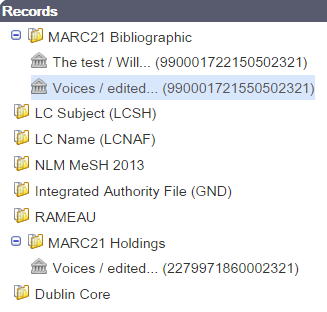 Records
MARC21 Bibliographic
The test / Will... (990001722150502321)
Voices / edited... (990001721550502321)
LC Subject (LCSH)
LC Name (LCNAF)
NLM MeSH 2013
Integrated Authority File (GND)
RAMEAU
MARC21 Holdings
Voices / edited... (2279971860002321)
Dublin Core